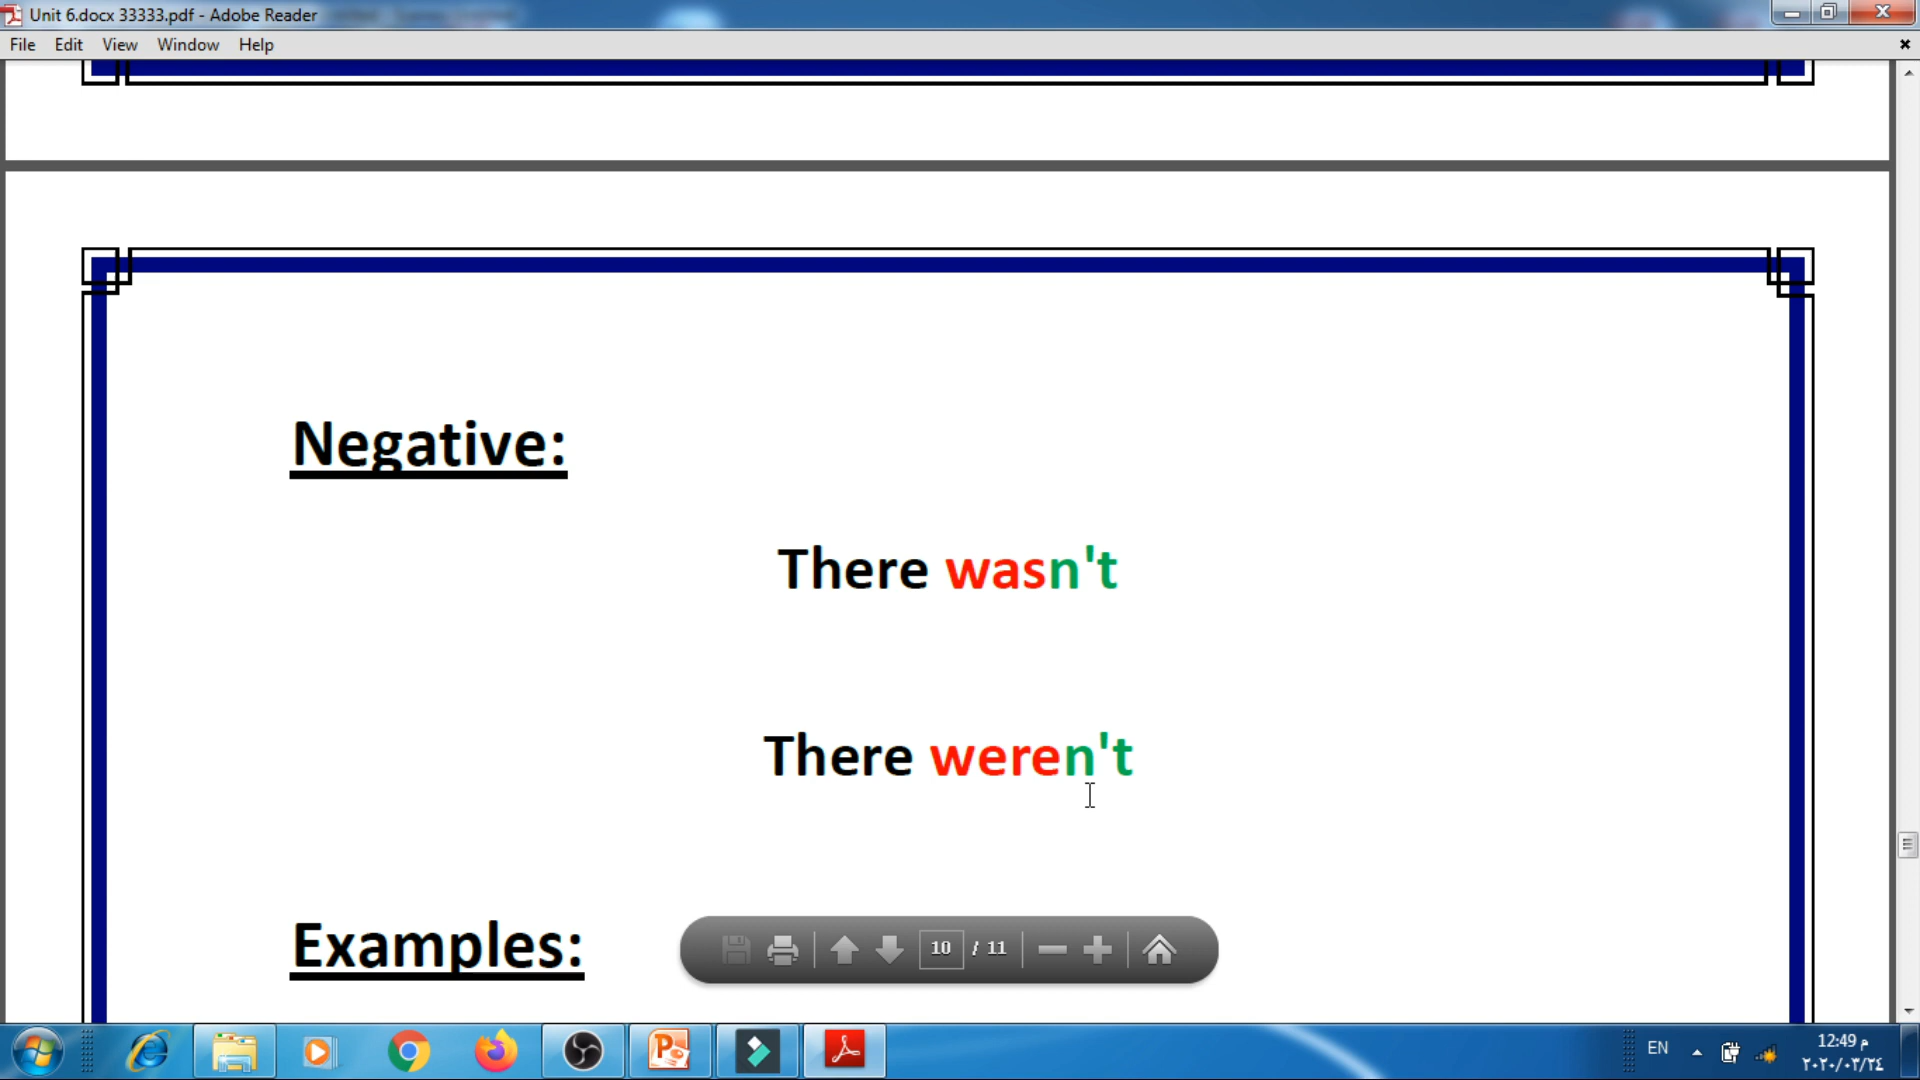 Unit 6.docx 33333.pdf - Adobe Reader
File Edit View Window Help
Negative:
There wasn't
There weren't
Examples:
10 / 11
EN
12:49 م
٢٠٢٠/٠٣/٢٤